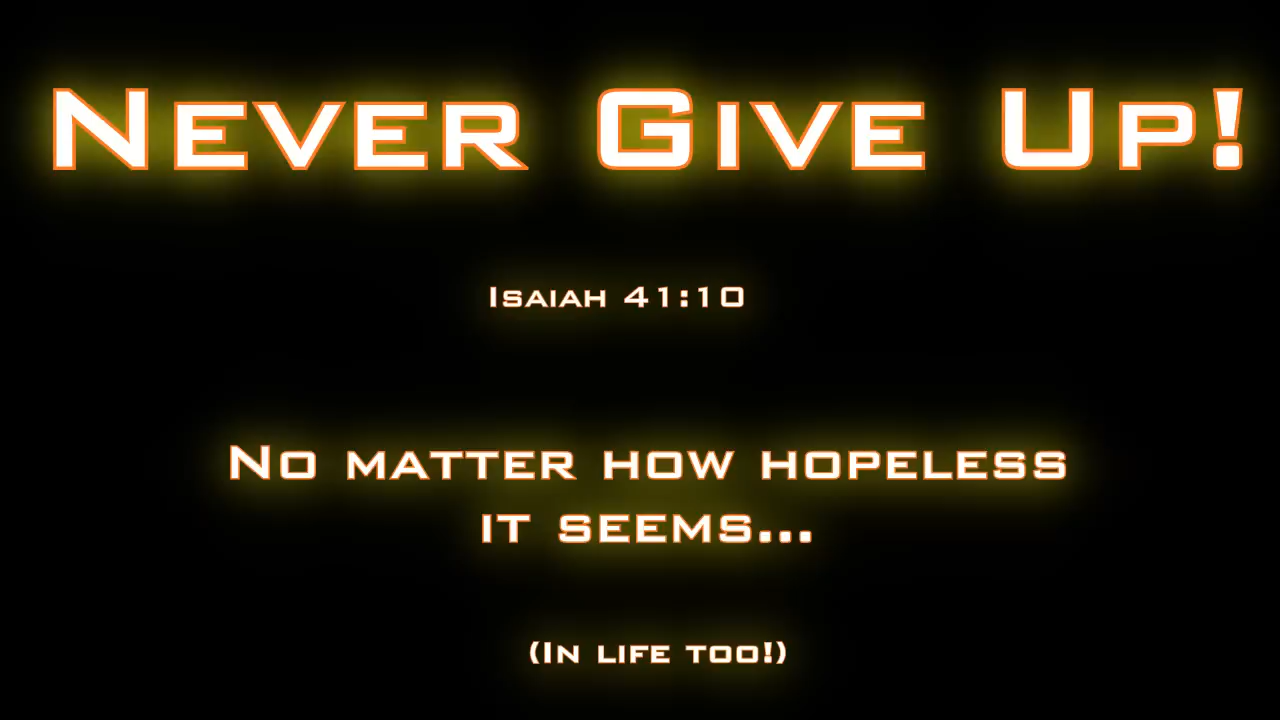 Never Give Up!
Isaiah 41:10
No matter how hopeless
it seems...
(In life too!)